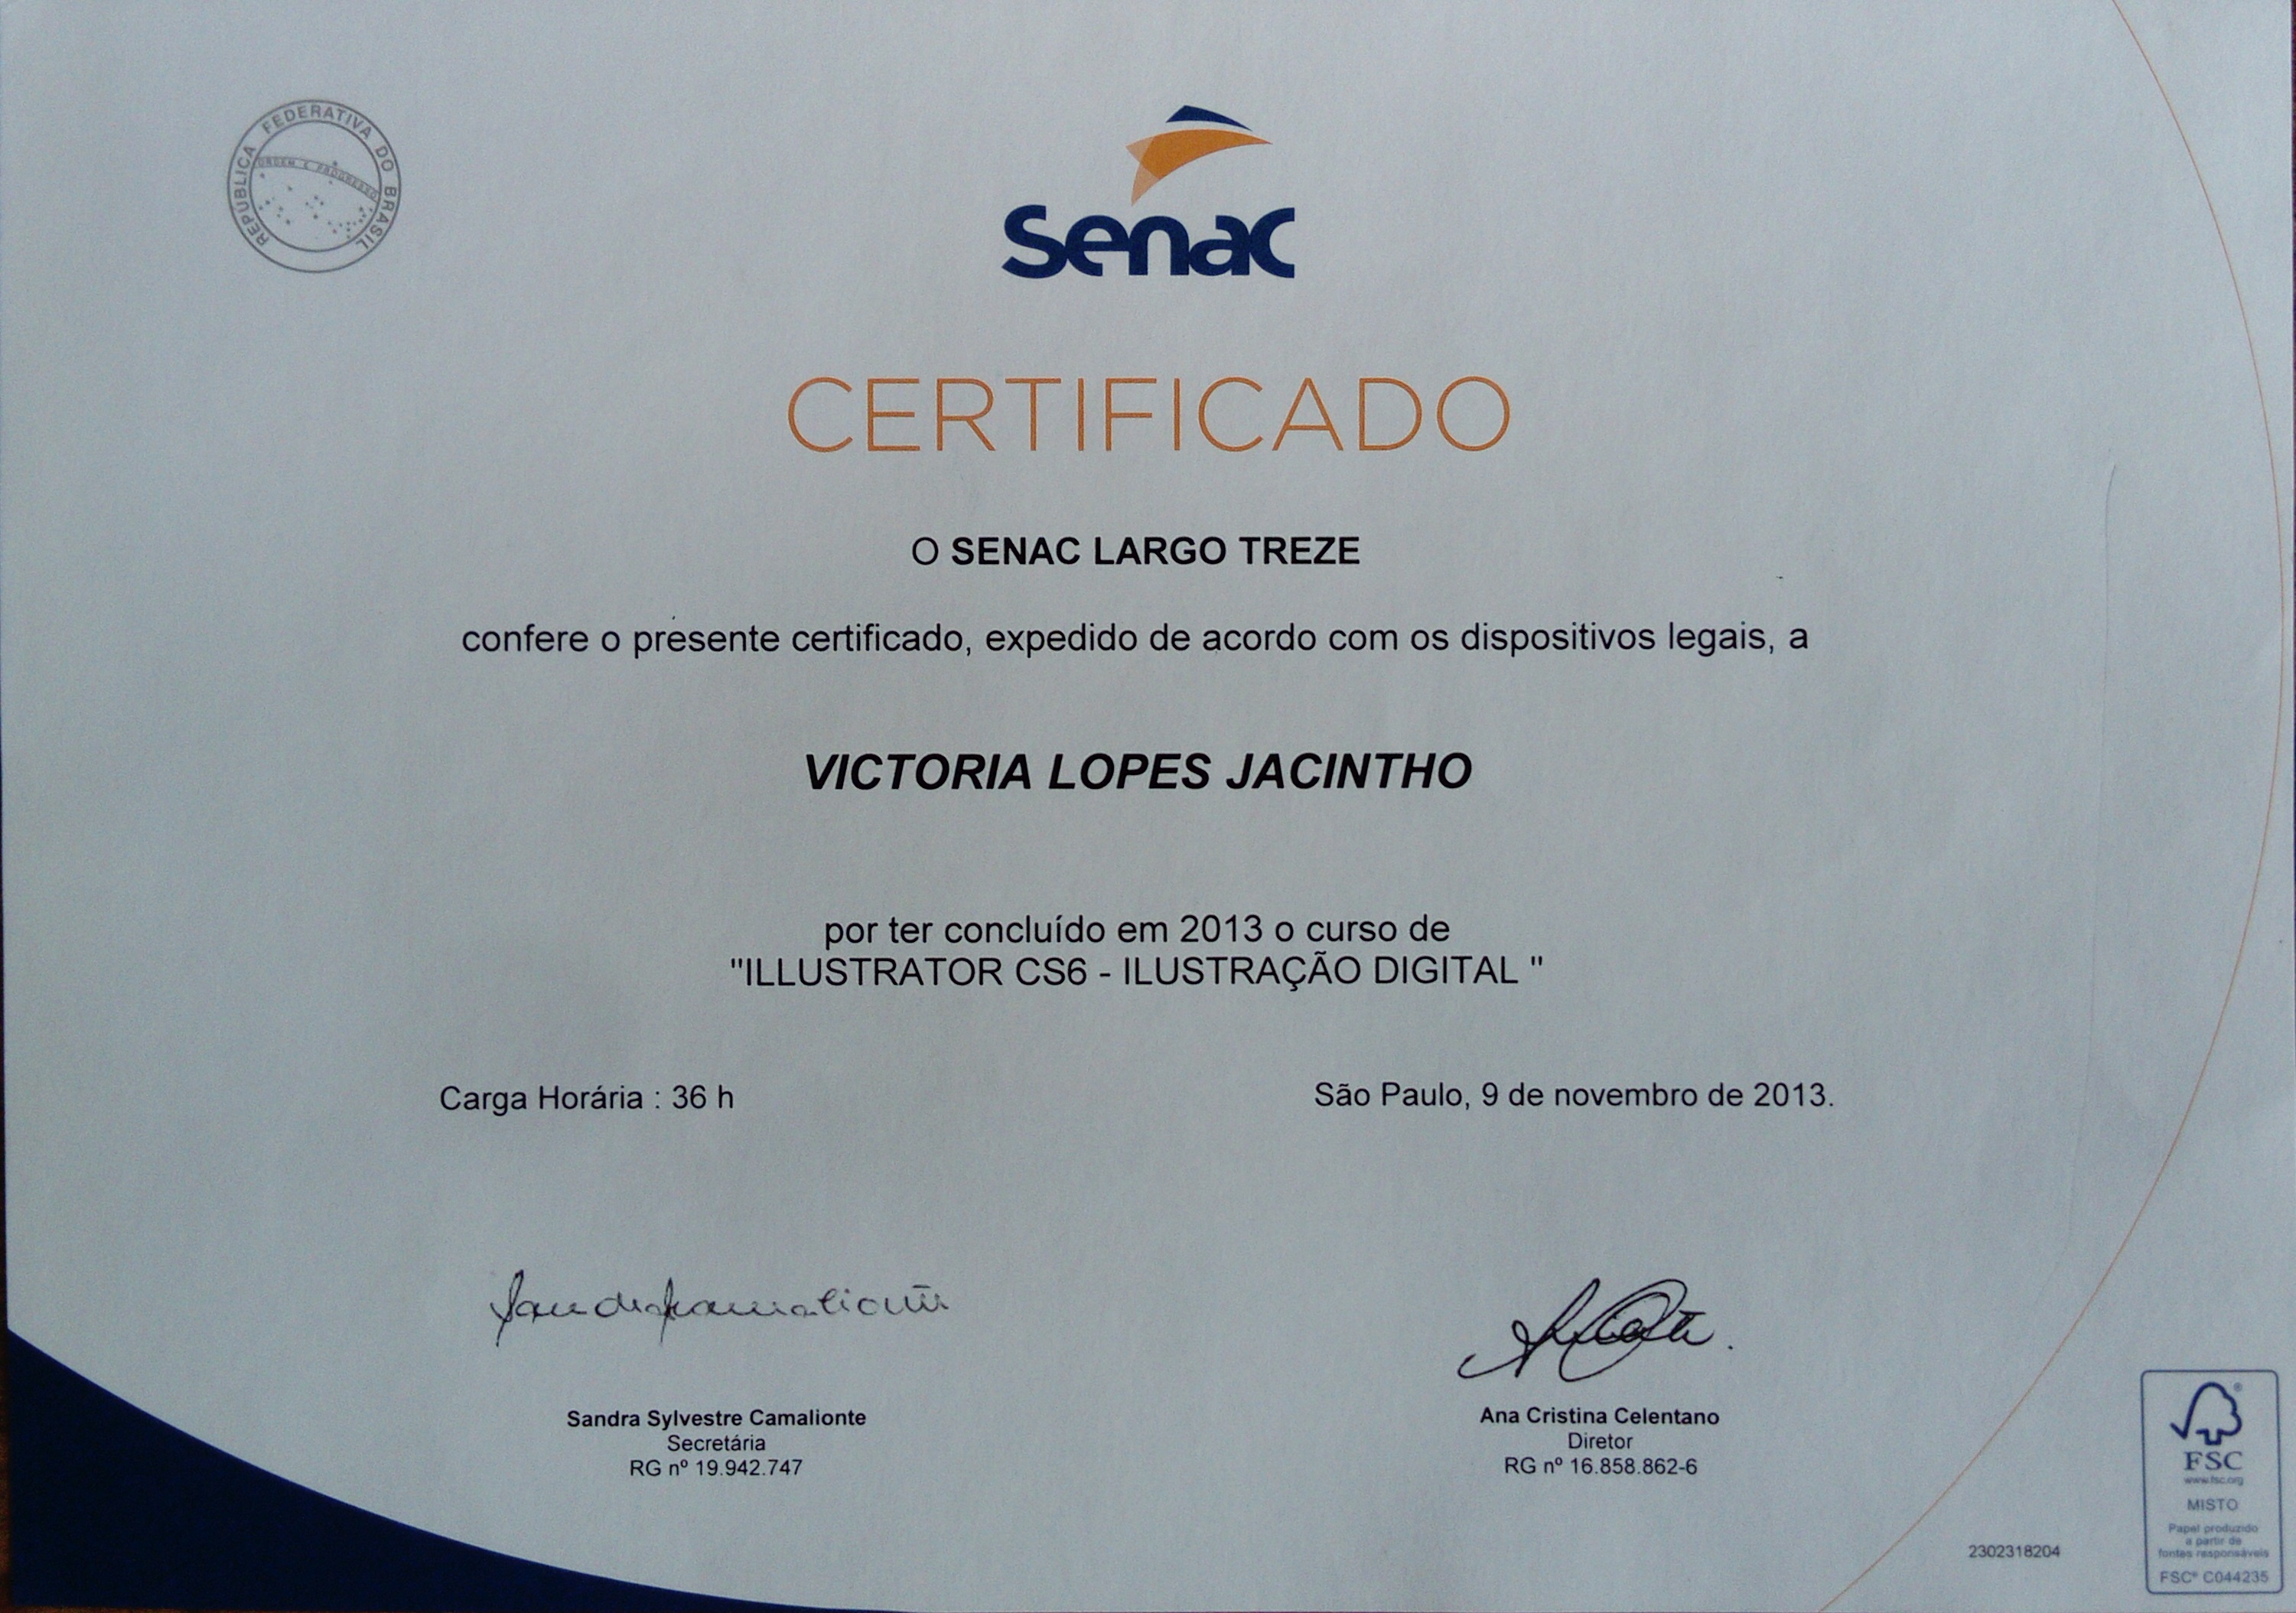 REPÚBLICA FEDERATIVA DO BRASIL
ORDEM E PROGRESSO
senac
CERTIFICADO
O SENAC LARGO TREZE
confere o presente certificado, expedido de acordo com os dispositivos legais, a
VICTORIA LOPES JACINTHO
por ter concluído em 2013 o curso de
"ILLUSTRATOR CS6 - ILUSTRAÇÃO DIGITAL "
Carga Horária : 36 h
São Paulo, 9 de novembro de 2013.
Sandra Sylvestre Camalionte
Secretária
RG nº 19.942.747
Ana Cristina Celentano
Diretor
RG nº 16.858.862-6
2302318204
FSC
www.fsc.org
MISTO
Papel produzido
a partir de
fontes responsáveis
FSC® C044235